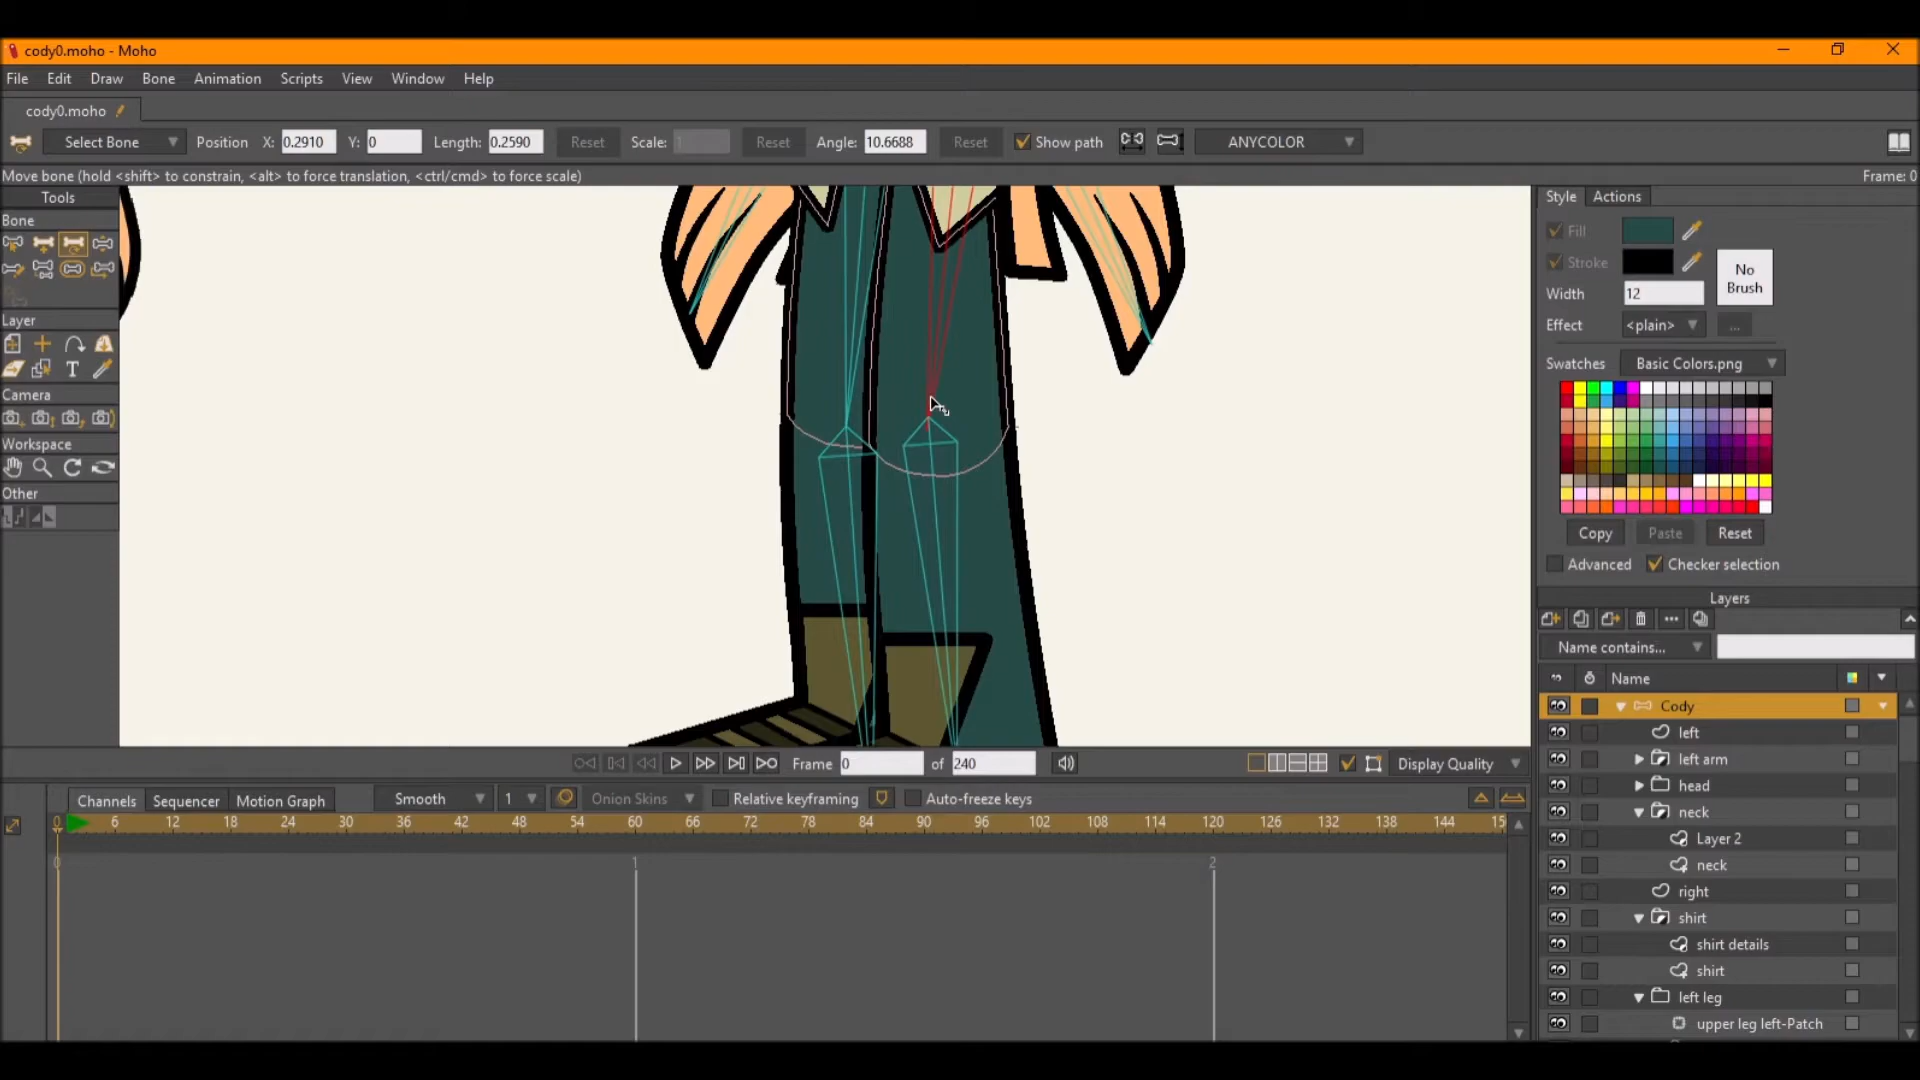 cody0.moho - Moho
File Edit Draw Bone Animation Scripts View Window Help
cody0.moho
Select Bone Position X: 0.2910 Y: 0 Length: 0.2590 Reset Scale: 1 Reset Angle: 10.6688 Reset Show path ANYCOLOR
Move bone (hold <shift> to constrain, <alt> to force translation, <ctrl/cmd> to force scale) Frame: 0
Tools
Bone
Layer
Camera
Workspace
Other
Style Actions
Fill
Stroke
No Brush
Width 12
Effect <plain> ...
Swatches Basic Colors.png
Copy Paste Reset
Advanced Checker selection
Layers
Name contains...
Name
Cody
left
left arm
head
neck
Layer 2
neck
right
shirt
shirt details
shirt
left leg
upper leg left-Patch
Frame 0 of 240 Display Quality
Channels Sequencer Motion Graph Smooth 1 Onion Skins Relative keyframing Auto-freeze keys
0 6 12 18 24 30 36 42 48 54 60 66 72 78 84 90 96 102 108 114 120 126 132 138 144 15
0 1 2